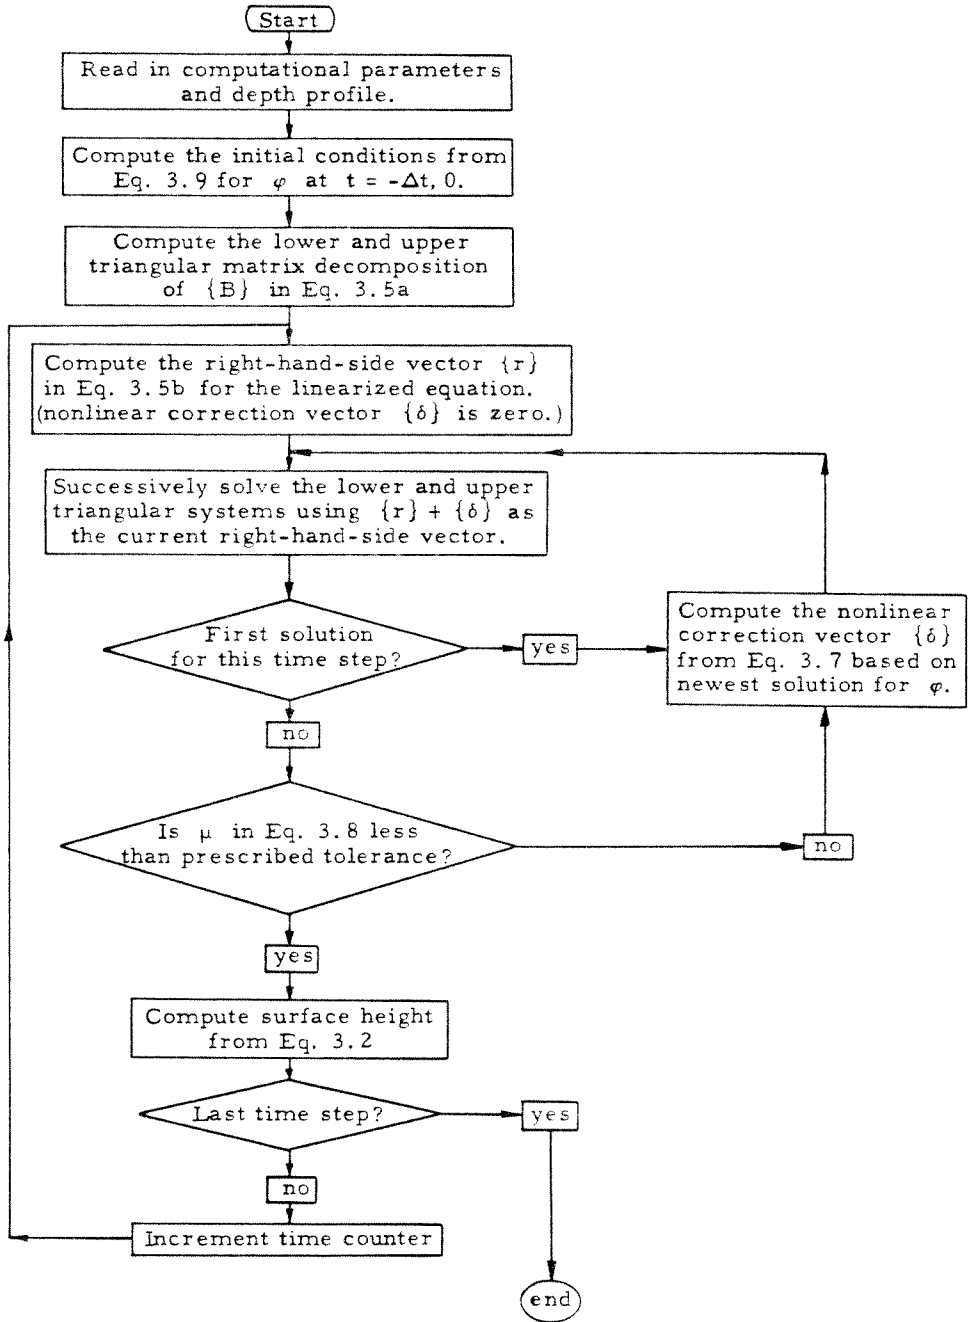 Start
Read in computational parameters
and depth profile.
Compute the initial conditions from
Eq. 3.9 for φ at t = -Δt, 0.
Compute the lower and upper
triangular matrix decomposition
of {B} in Eq. 3.5a
Compute the right-hand-side vector {r}
in Eq. 3.5b for the linearized equation.
(nonlinear correction vector {δ} is zero.)
Successively solve the lower and upper
triangular systems using {r} + {δ} as
the current right-hand-side vector.
First solution
for this time step?
yes
Compute the nonlinear
correction vector {δ}
from Eq. 3.7 based on
newest solution for φ.
no
Is μ in Eq. 3.8 less
than prescribed tolerance?
no
yes
Compute surface height
from Eq. 3.2
Last time step?
yes
no
Increment time counter
end